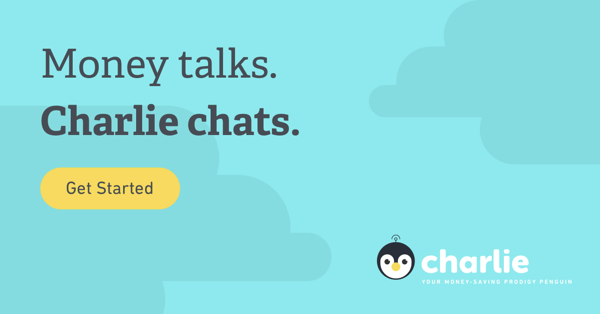 Money talks.
Charlie chats.
Get Started
charlie
YOUR MONEY-SAVING PRODIGY PENGUIN